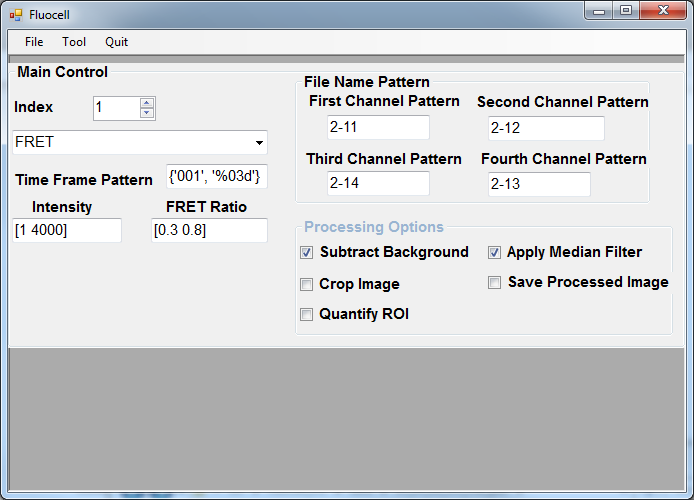 Fluocell
File Tool Quit
Main Control
Index 1
FRET
Time Frame Pattern {'001', '%03d'}
Intensity FRET Ratio
[1 4000] [0.3 0.8]
File Name Pattern
First Channel Pattern Second Channel Pattern
2-11 2-12
Third Channel Pattern Fourth Channel Pattern
2-14 2-13
Processing Options
Subtract Background Apply Median Filter
Crop Image Save Processed Image
Quantify ROI